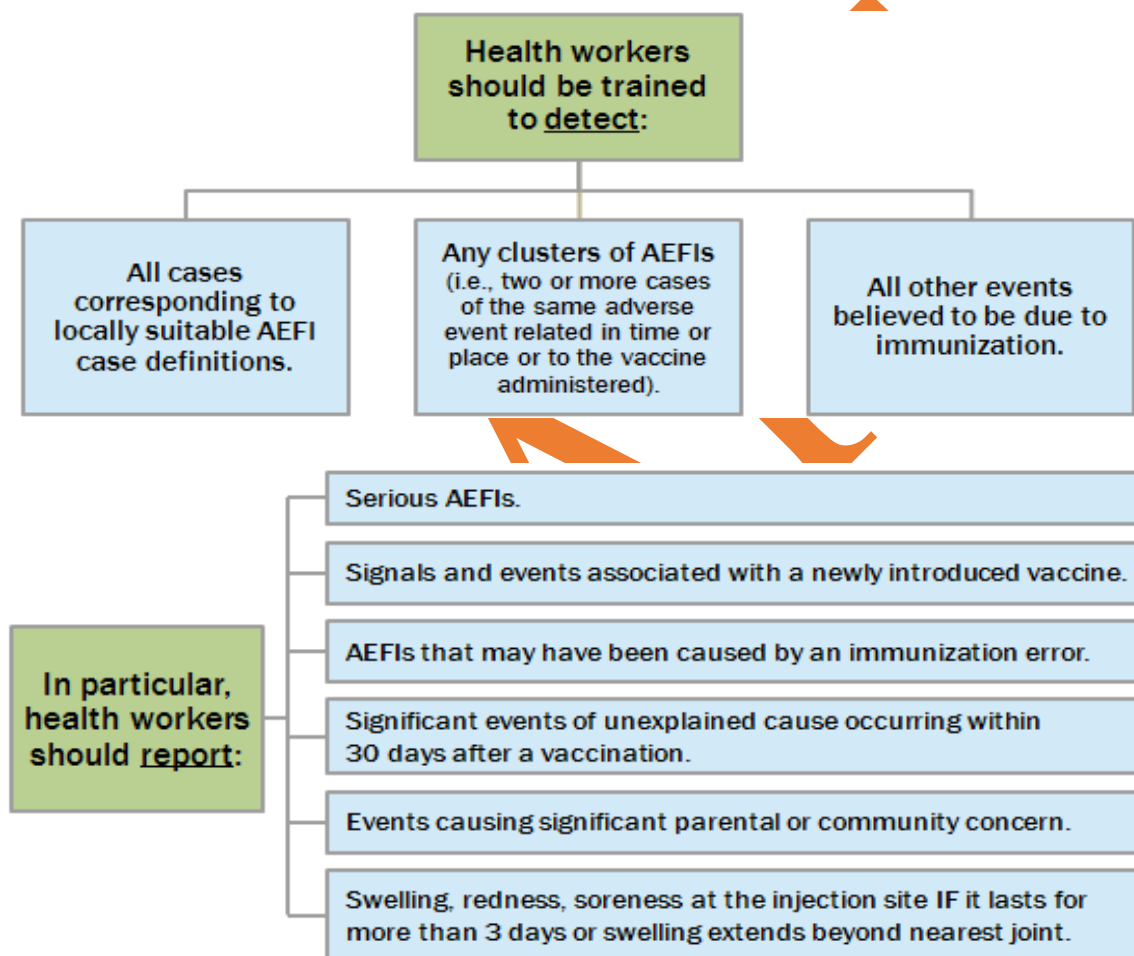 Health workers
should be trained
to detect:
All cases
corresponding to
locally suitable AEFI
case definitions.
Any clusters of AEFIs
(i.e., two or more cases
of the same adverse
event related in time or
place or to the vaccine
administered).
All other events
believed to be due to
immunization.
In particular,
health workers
should report:
Serious AEFIs.
Signals and events associated with a newly introduced vaccine.
AEFIs that may have been caused by an immunization error.
Significant events of unexplained cause occurring within
30 days after a vaccination.
Events causing significant parental or community concern.
Swelling, redness, soreness at the injection site IF it lasts for
more than 3 days or swelling extends beyond nearest joint.